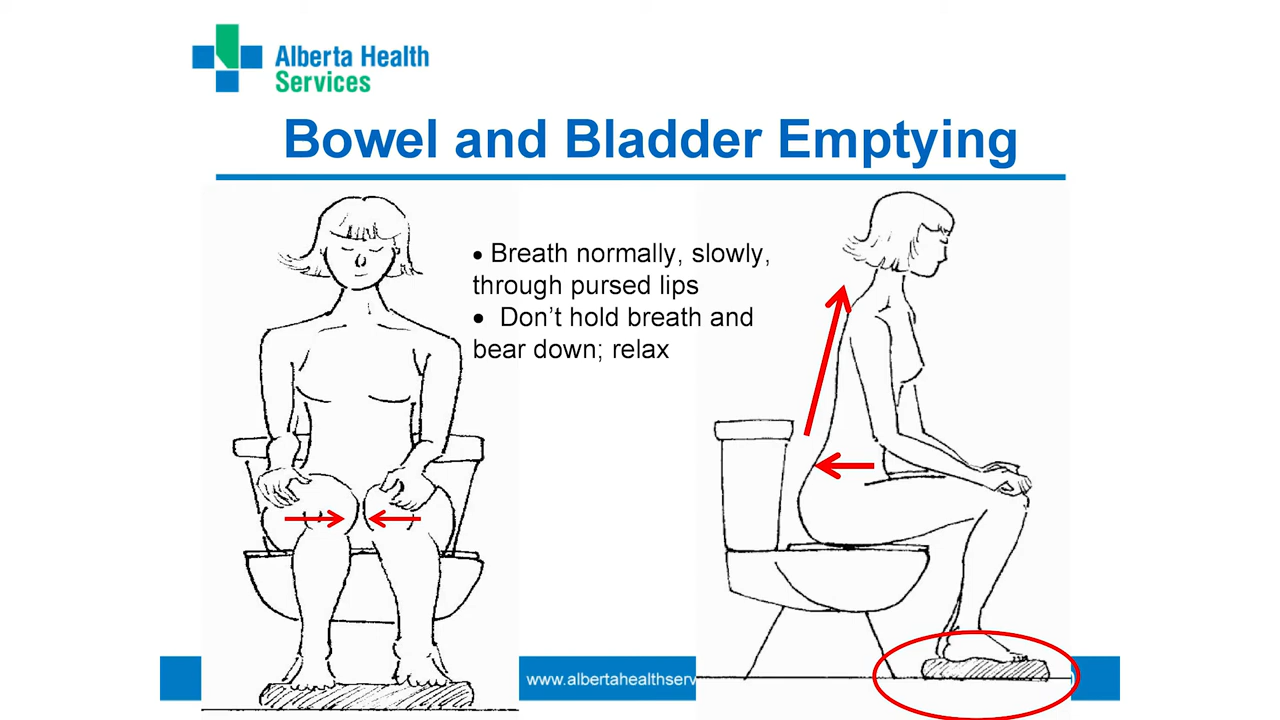 Alberta Health
Services
Bowel and Bladder Emptying
• Breath normally, slowly,
through pursed lips
• Don’t hold breath and
bear down; relax
www.albertahealthserv